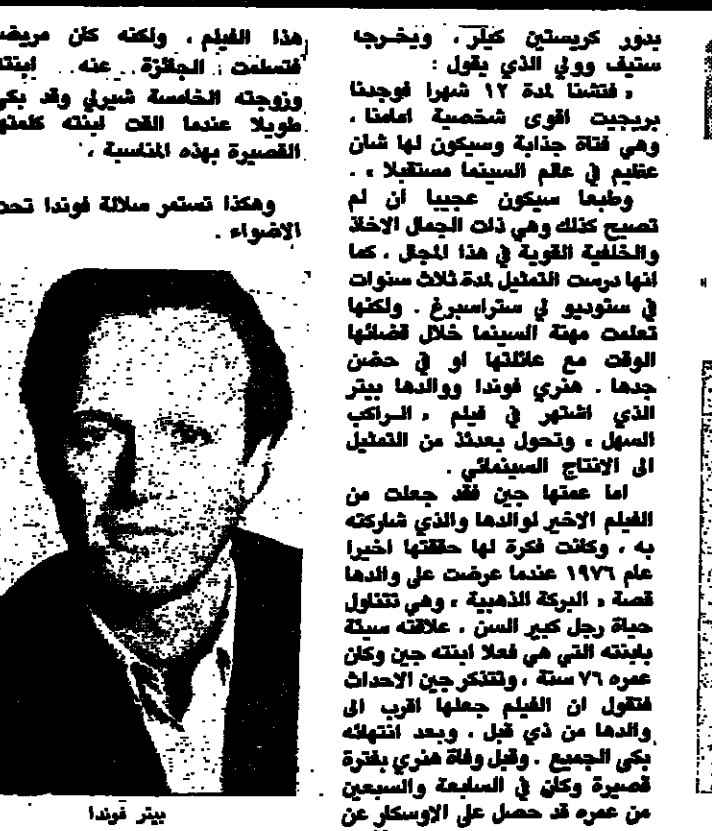 بدور كريستين كيلر ، ويخرجه
ستيف وولي الذي يقول :
« فتشنا لمدة ١٢ شهرا فوجدنا
بريجيت اقوى شخصية امامنا ،
وهي فتاة جذابة وسيكون لها شان
عظيم في عالم السينما مستقبلا » .
وطبعا سيكون عجيبا ان لم
تصبح كذلك وهي ذات الجمال الاخاذ
والخلفية القوية في هذا المجال ، كما
انها درست التمثيل لمدة ثلاث سنوات
في ستوديو لي ستراسبرغ . ولكنها
تعلمت مهنة السينما خلال قضائها
الوقت مع عائلتها او في حضن
جدها . هنري فوندا ووالدها بيتر
الذي اشتهر في فيلم « الراكب
السهل » وتحول بعدئذ من التمثيل
الى الانتاج السينمائي .
اما عمتها جين فقد جعلت من
الفيلم الاخير لوالدها والذي شاركته
به ، وكانت فكرة لها حققتها اخيرا
عام ١٩٧٦ عندما عرضت على والدها
قصة « البركة الذهبية » وهي تتناول
حياة رجل كبير السن ، علاقته سيئة
بابنته التي هي فعلا ابنته جين وكان
عمره ٧٦ سنة ، وتتذكر جين الاحداث
فتقول ان الفيلم جعلها اقرب الى
والدها من ذي قبل . وبعد انتهائه
بكى الجميع . وقبل وفاة هنري بفترة
قصيرة وكان في السابعة والسبعين
من عمره قد حصل على الاوسكار عن
هذا الفيلم ، ولكنه كان مريضا
فتسلمت الجائزة عنه ابنته
وزوجته الخامسة شيرلي وقد بكى
طويلا عندما القت ابنته كلمتها
القصيرة بهذه المناسبة .
وهكذا تستمر سلالة فوندا تحت
الاضواء .
بيتر فوندا